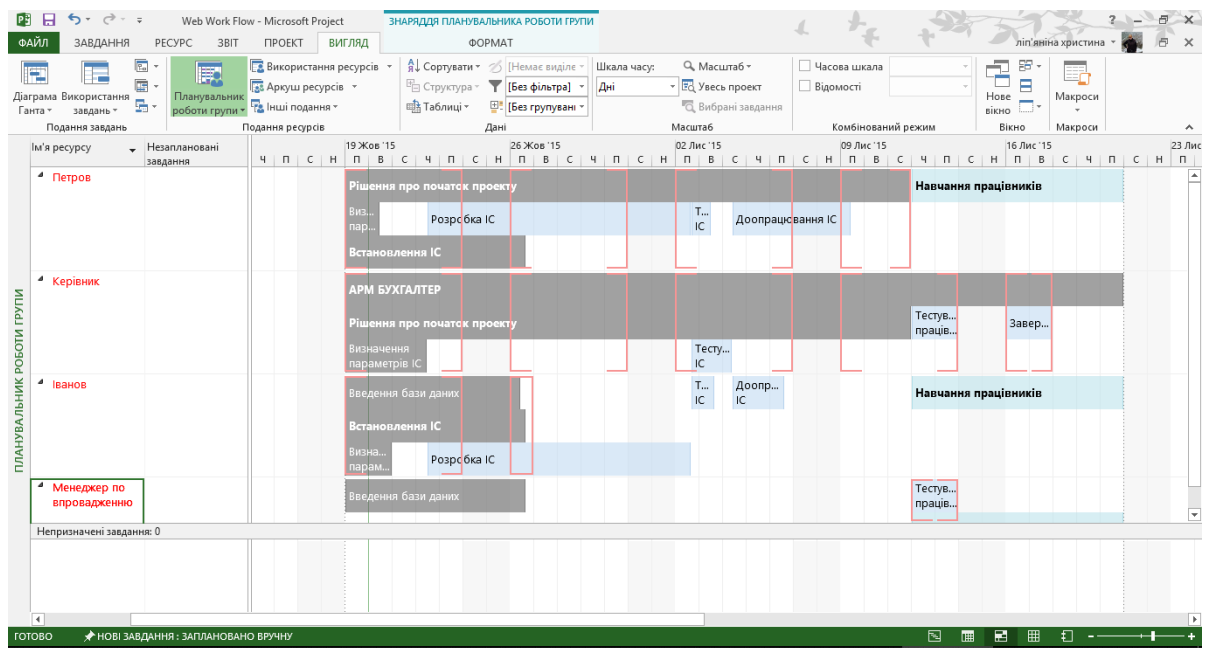 Web Work Flow - Microsoft Project
ЗНАРЯДДЯ ПЛАНУВАЛЬНИКА РОБОТИ ГРУПИ
?
ФАЙЛ ЗАВДАННЯ РЕСУРС ЗВІТ ПРОЕКТ ВИГЛЯД ФОРМАТ
ліп'яніна христина
Діаграма Ганта
Використання завдань
Подання завдань
Планувальник роботи групи
Використання ресурсів
Аркуш ресурсів
Інші подання
Подання ресурсів
Сортувати
Структура
Таблиці
[Немає виділе
[Без фільтра]
[Без групувані
Дані
Шкала часу:
Дні
Масштаб
Увесь проект
Вибрані завдання
Масштаб
Часова шкала
Відомості
Комбінований режим
Нове вікно
Вікно
Макроси
Макроси
Ім'я ресурсу
Незаплановані завдання
19 Жов '15 26 Жов '15 02 Лис '15 09 Лис '15 16 Лис '15 23 Лис
Ч П С Н П В С Ч П С Н П В С Ч П С Н П В С Ч П С Н П В С Ч П С Н П В С Ч П С Н П
ПЛАНУВАЛЬНИК РОБОТИ ГРУПИ
Петров
Рішення про початок проекту
Навчання працівників
Виз...
пар...
Розробка ІС
Т...
ІС
Доопрацювання ІС
Встановлення ІС
Керівник
АРМ БУХГАЛТЕР
Рішення про початок проекту
Тестув...
праців...
Завер...
Визначення
параметрів ІС
Тесту...
ІС
Іванов
Введення бази даних
Т...
ІС
Доопр...
ІС
Навчання працівників
Встановлення ІС
Визна...
парам...
Розробка ІС
Менеджер по
впровадженню
Введення бази даних
Тестув...
праців...
Непризначені завдання: 0
ГОТОВО
НОВІ ЗАВДАННЯ : ЗАПЛАНОВАНО ВРУЧНУ